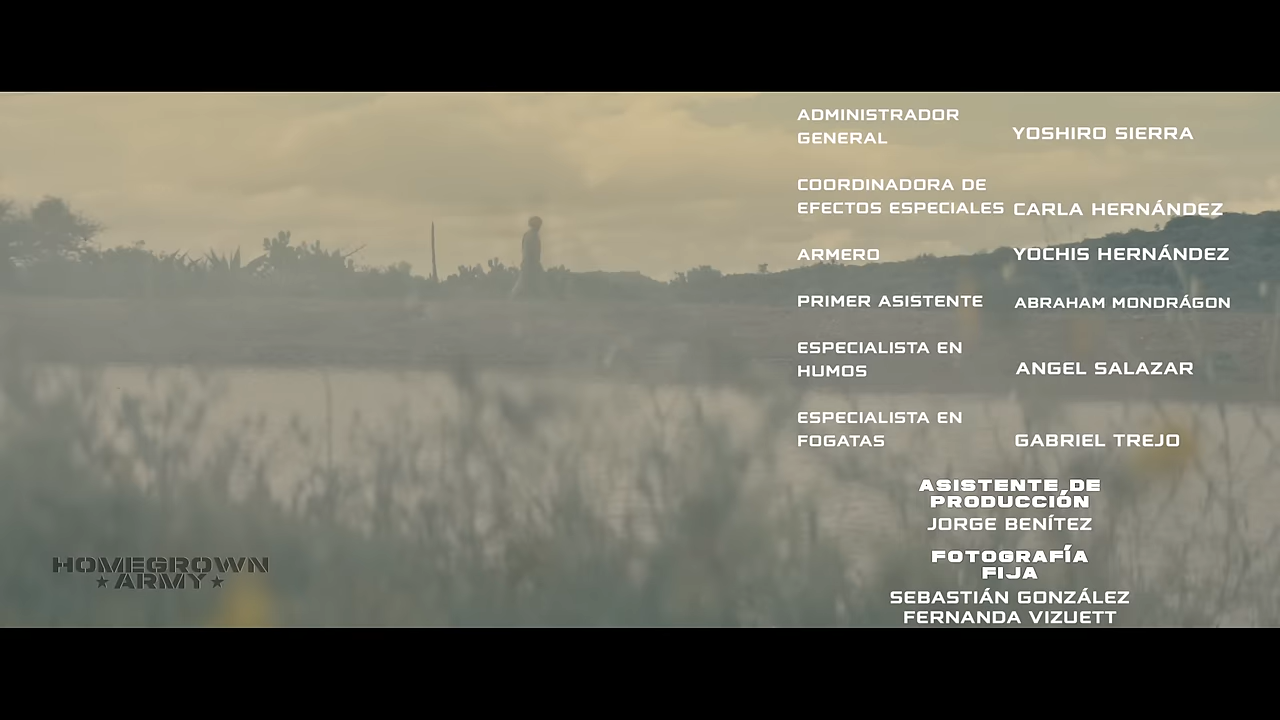 ADMINISTRADOR
GENERAL
YOSHIRO SIERRA
COORDINADORA DE
EFECTOS ESPECIALES
CARLA HERNÁNDEZ
ARMERO
YOCHIS HERNÁNDEZ
PRIMER ASISTENTE
ABRAHAM MONDRÁGON
ESPECIALISTA EN
HUMOS
ANGEL SALAZAR
ESPECIALISTA EN
FOGATAS
GABRIEL TREJO
ASISTENTE DE
PRODUCCIÓN
JORGE BENÍTEZ
FOTOGRAFÍA
FIJA
SEBASTIÁN GONZÁLEZ
FERNANDA VIZUETT
HOMEGROWN
★ ARMY ★